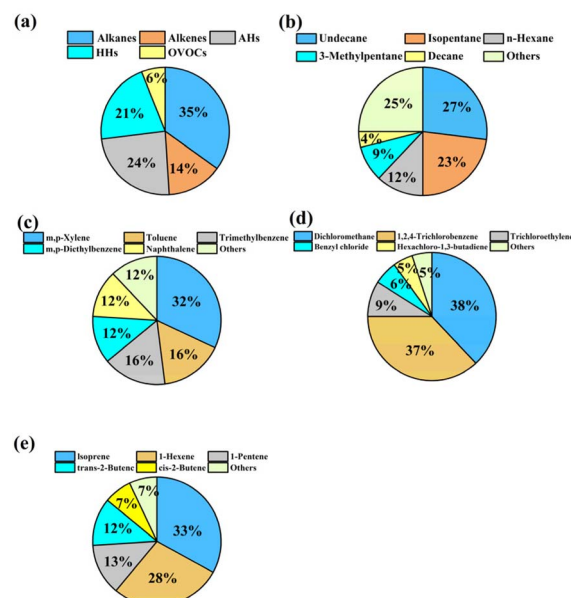 (a)
Alkanes Alkenes AHs
HHs OVOCs
6%
35%
21%
24%
14%
(b)
Undecane Isopentane n-Hexane
3-Methylpentane Decane Others
25%
27%
4%
9%
12%
23%
(c)
m,p-Xylene Toluene Trimethylbenzene
m,p-Diethylbenzene Naphthalene Others
12%
32%
12%
12%
16%
16%
(d)
Dichloromethane 1,2,4-Trichlorobenzene Trichloroethylene
Benzyl chloride Hexachloro-1,3-butadiene Others
5%
5%
6%
9%
38%
37%
(e)
Isoprene 1-Hexene 1-Pentene
trans-2-Butene cis-2-Butene Others
7%
7%
33%
12%
13%
28%